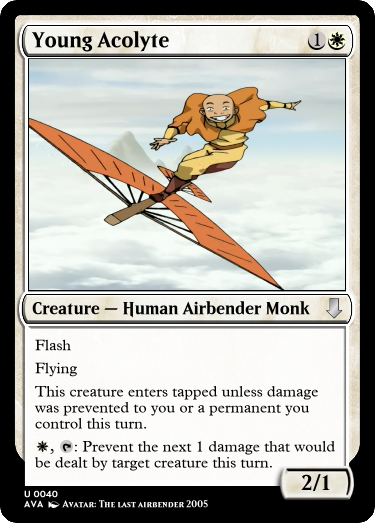 Young Acolyte 1
Creature — Human Airbender Monk
Flash
Flying
This creature enters tapped unless damage
was prevented to you or a permanent you
control this turn.
, : Prevent the next 1 damage that would
be dealt by target creature this turn.
2/1
U 0040
AVA Avatar: The last airbender 2005